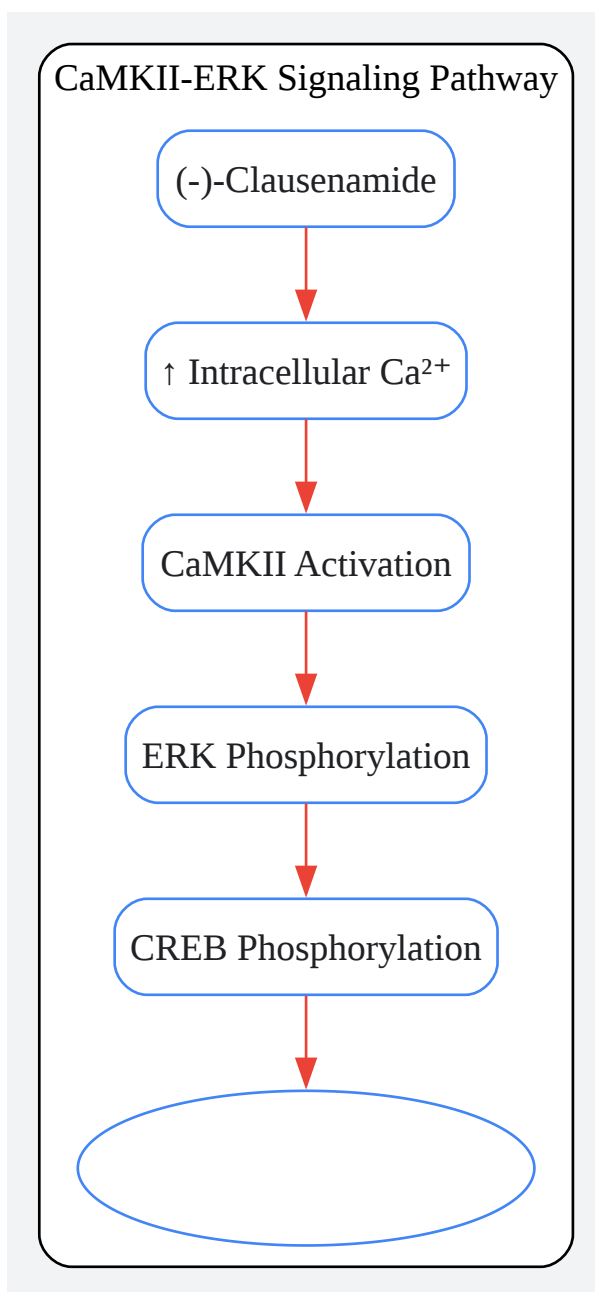 CaMKII-ERK Signaling Pathway
(-)-Clausenamide
↑ Intracellular Ca²⁺
CaMKII Activation
ERK Phosphorylation
CREB Phosphorylation